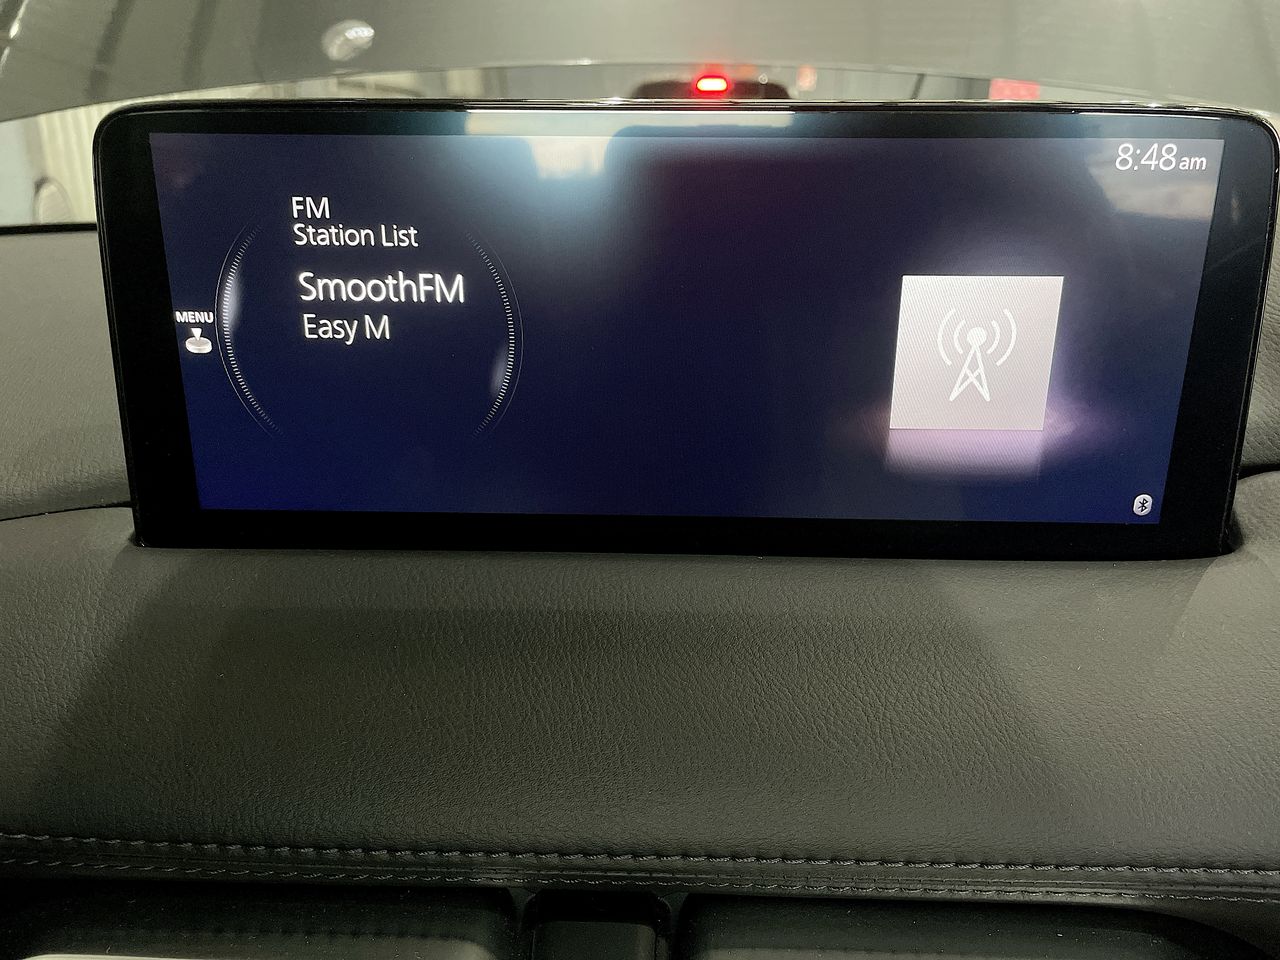 8:48am
FM
Station List
SmoothFM
Easy M
MENU